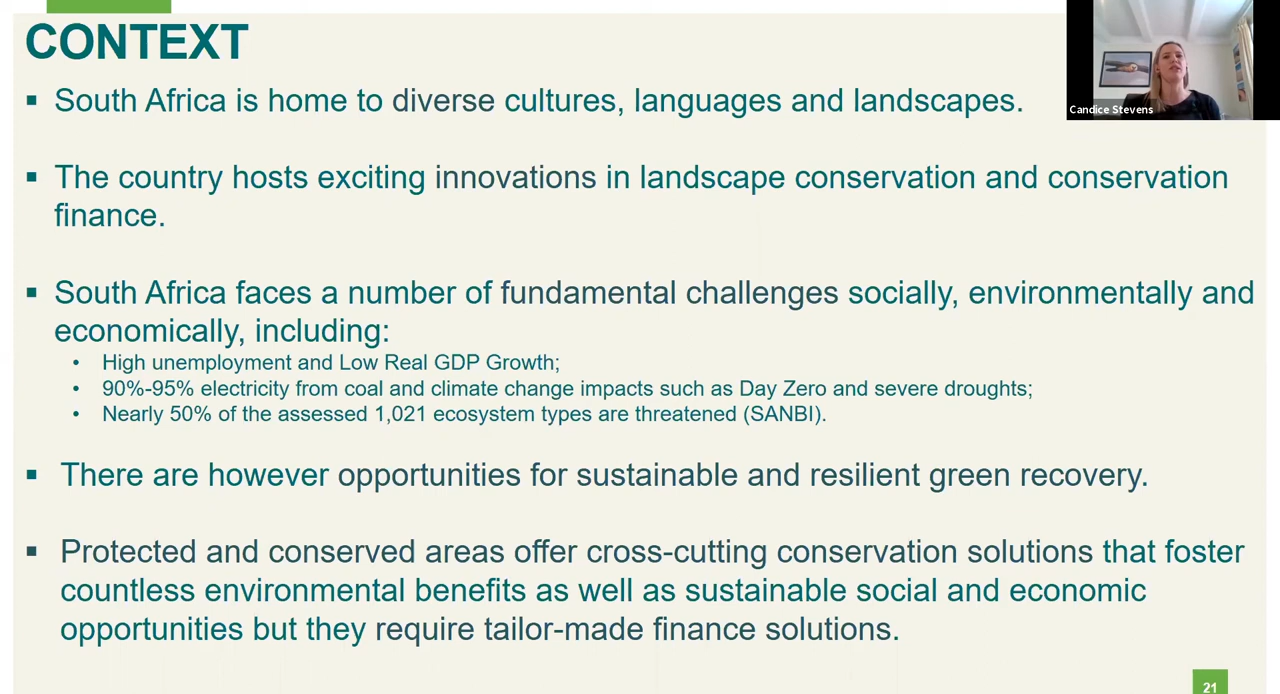 CONTEXT
▪ South Africa is home to diverse cultures, languages and landscapes.
Candice Stevens
▪ The country hosts exciting innovations in landscape conservation and conservation
finance.
▪ South Africa faces a number of fundamental challenges socially, environmentally and
economically, including:
• High unemployment and Low Real GDP Growth;
• 90%-95% electricity from coal and climate change impacts such as Day Zero and severe droughts;
• Nearly 50% of the assessed 1,021 ecosystem types are threatened (SANBI).
▪ There are however opportunities for sustainable and resilient green recovery.
▪ Protected and conserved areas offer cross-cutting conservation solutions that foster
countless environmental benefits as well as sustainable social and economic
opportunities but they require tailor-made finance solutions.
21